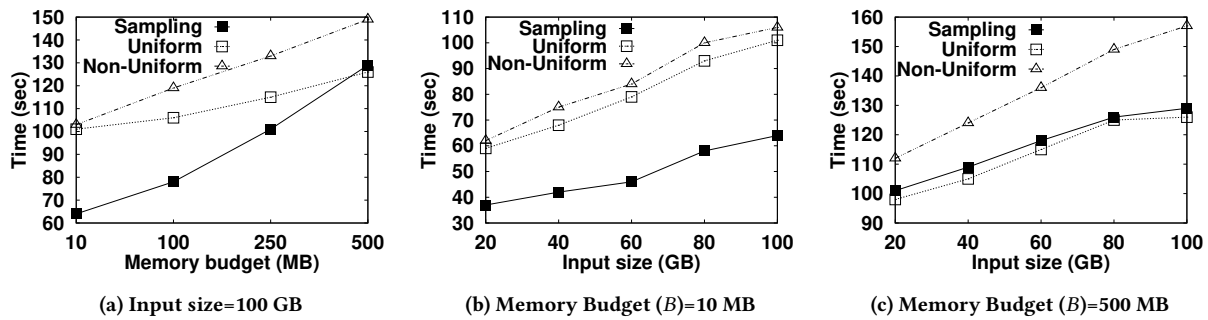 150
140
130
120
110
100
90
80
70
60
Time (sec)
Sampling
Uniform
Non-Uniform
10 100 250 500
Memory budget (MB)
(a) Input size=100 GB
110
100
90
80
70
60
50
40
30
Time (sec)
Sampling
Uniform
Non-Uniform
20 40 60 80 100
Input size (GB)
(b) Memory Budget (B)=10 MB
160
150
140
130
120
110
100
90
Time (sec)
Sampling
Uniform
Non-Uniform
20 40 60 80 100
Input size (GB)
(c) Memory Budget (B)=500 MB